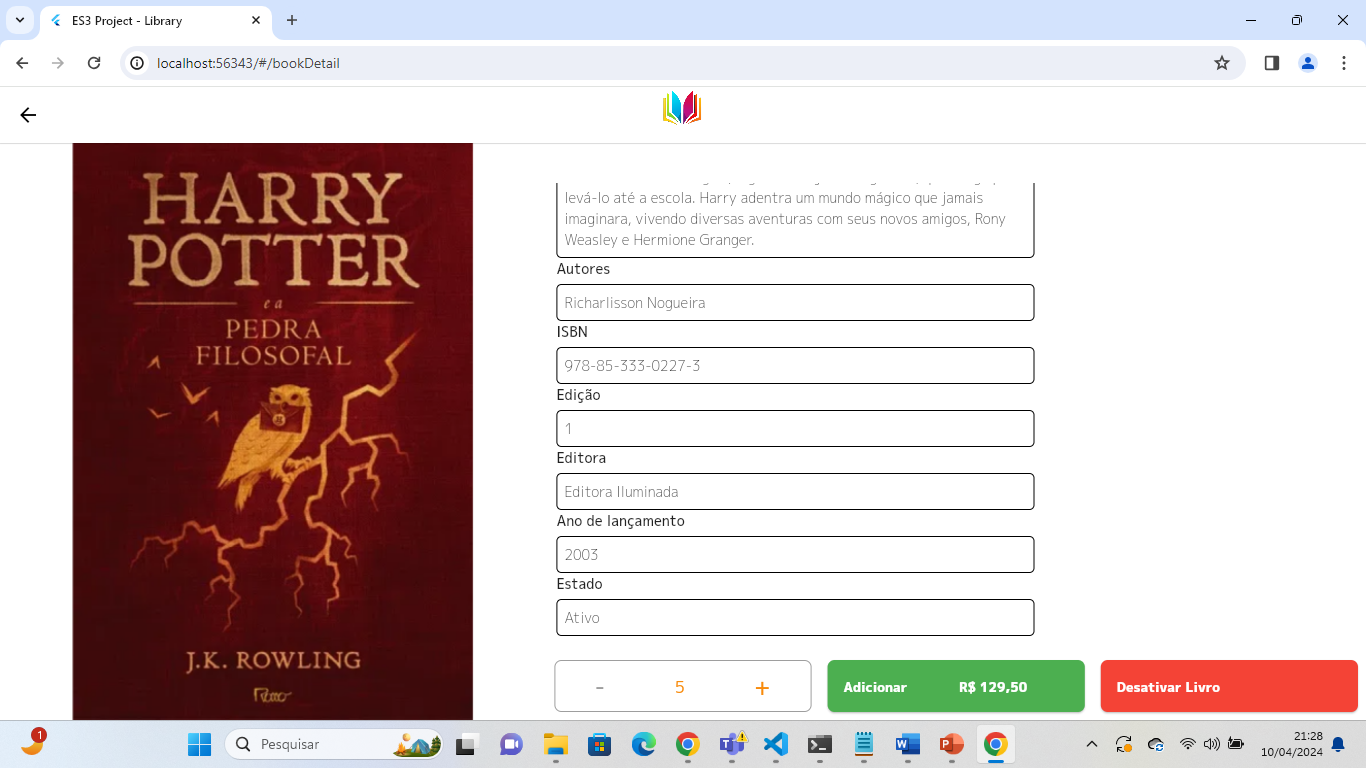 ES3 Project - Library
localhost:56343/#/bookDetail
HARRY
POTTER
e a
PEDRA
FILOSOFAL
J.K. ROWLING
levá-lo até a escola. Harry adentra um mundo mágico que jamais
imaginara, vivendo diversas aventuras com seus novos amigos, Rony
Weasley e Hermione Granger.
Autores
Richarlisson Nogueira
ISBN
978-85-333-0227-3
Edição
1
Editora
Editora Iluminada
Ano de lançamento
2003
Estado
Ativo
- 5 +
Adicionar R$ 129,50
Desativar Livro
1
Pesquisar
21:28
10/04/2024